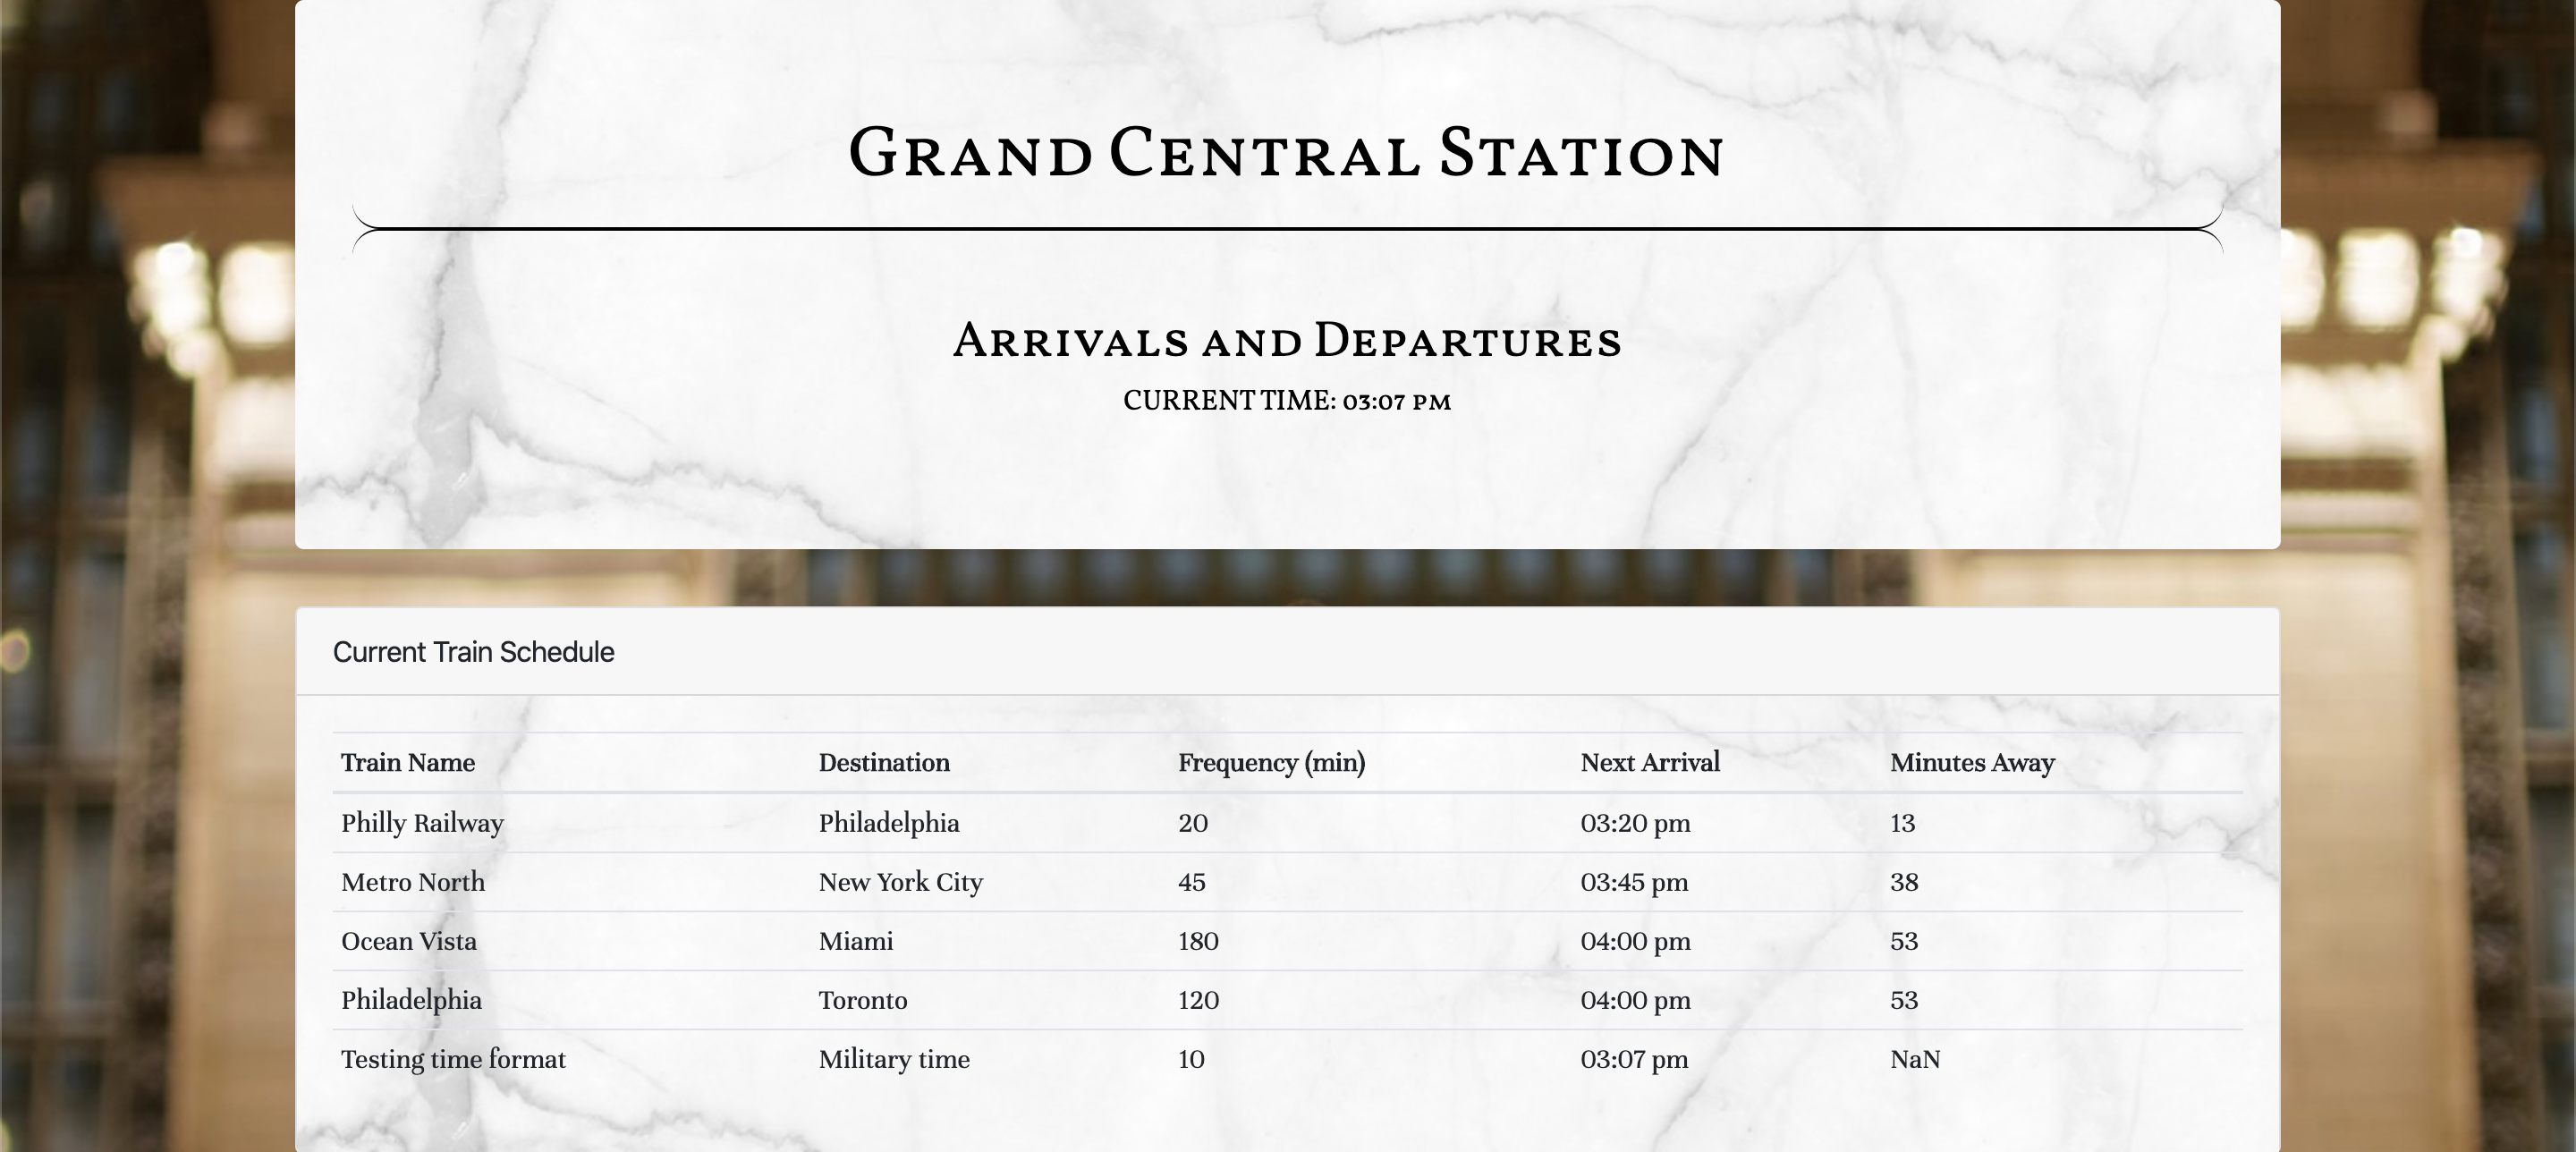 Grand Central Station
Arrivals and Departures
CURRENT TIME: 03:07 PM
Current Train Schedule
Train Name Destination Frequency (min) Next Arrival Minutes Away
Philly Railway Philadelphia 20 03:20 pm 13
Metro North New York City 45 03:45 pm 38
Ocean Vista Miami 180 04:00 pm 53
Philadelphia Toronto 120 04:00 pm 53
Testing time format Military time 10 03:07 pm NaN